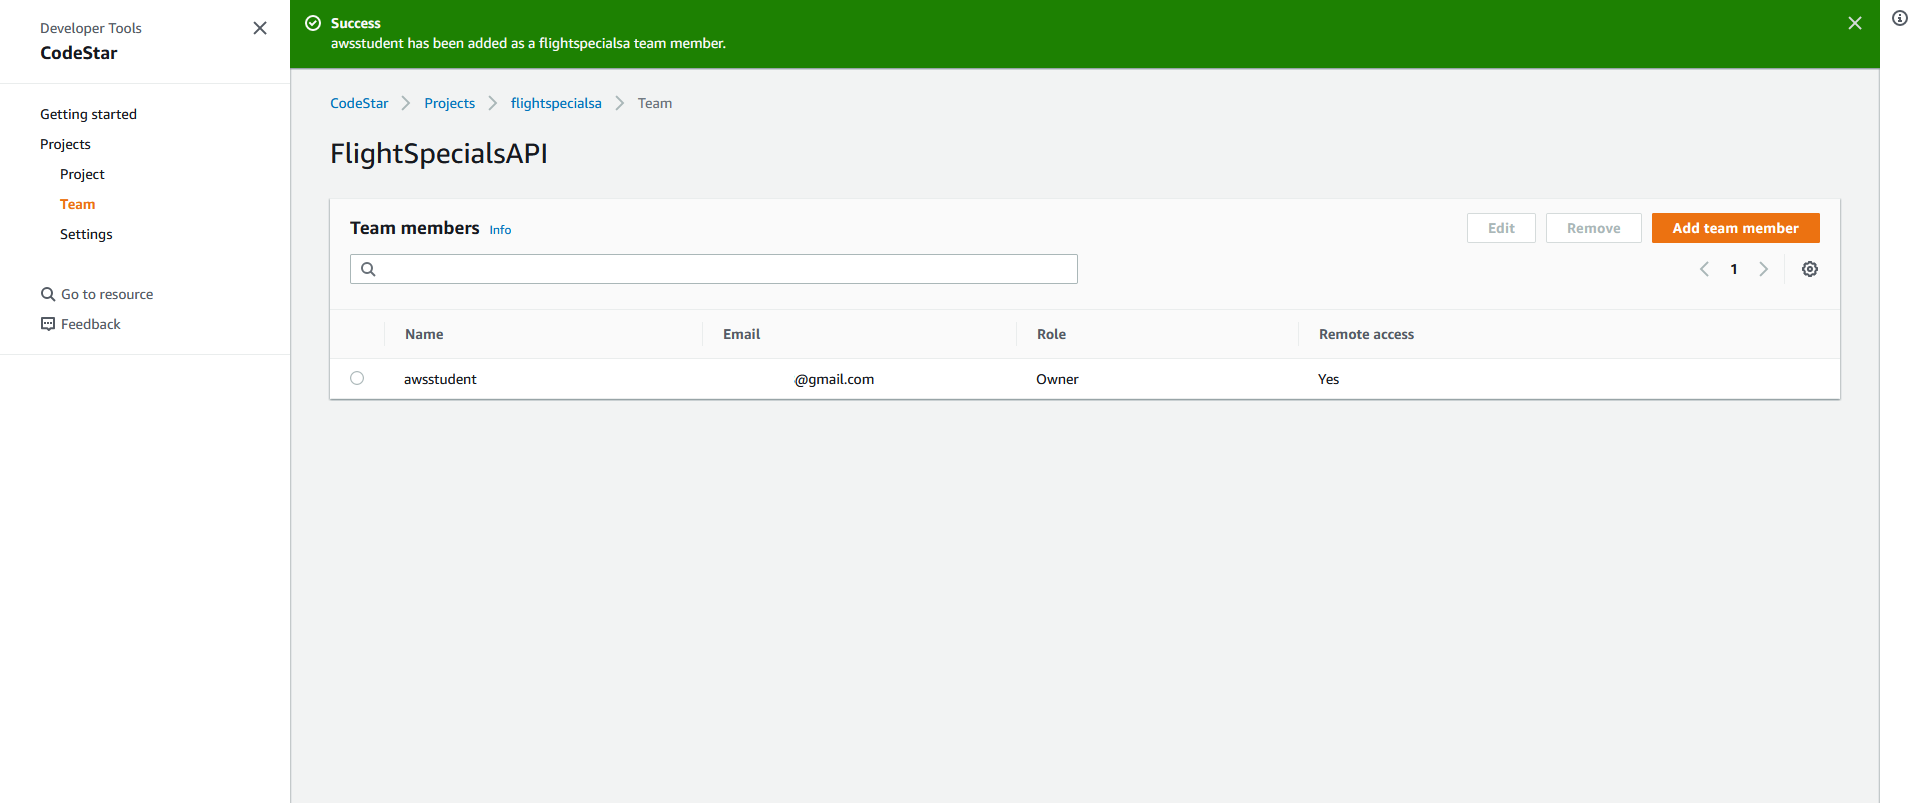 Developer Tools
CodeStar
Getting started
Projects
Project
Team
Settings
Go to resource
Feedback
Success
awsstudent has been added as a flightspecialsa team member.
CodeStar Projects flightspecialsa Team
FlightSpecialsAPI
Team members Info
Edit Remove Add team member
1
Name Email Role Remote access
awsstudent @gmail.com Owner Yes